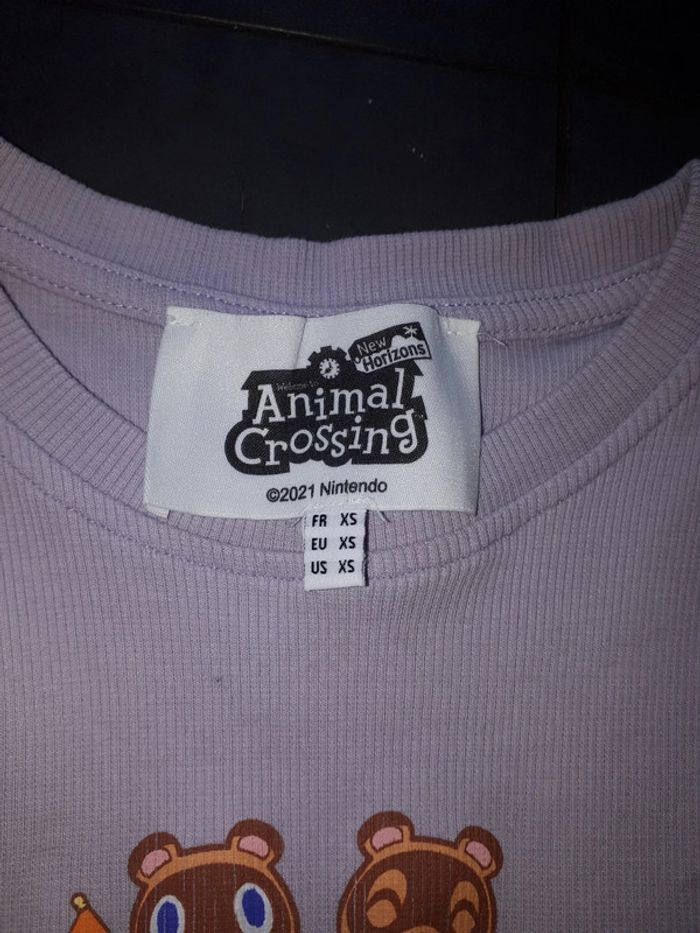 New
Horizons
Welcome to
Animal
Crossing
©2021 Nintendo
FR XS
EU XS
US XS